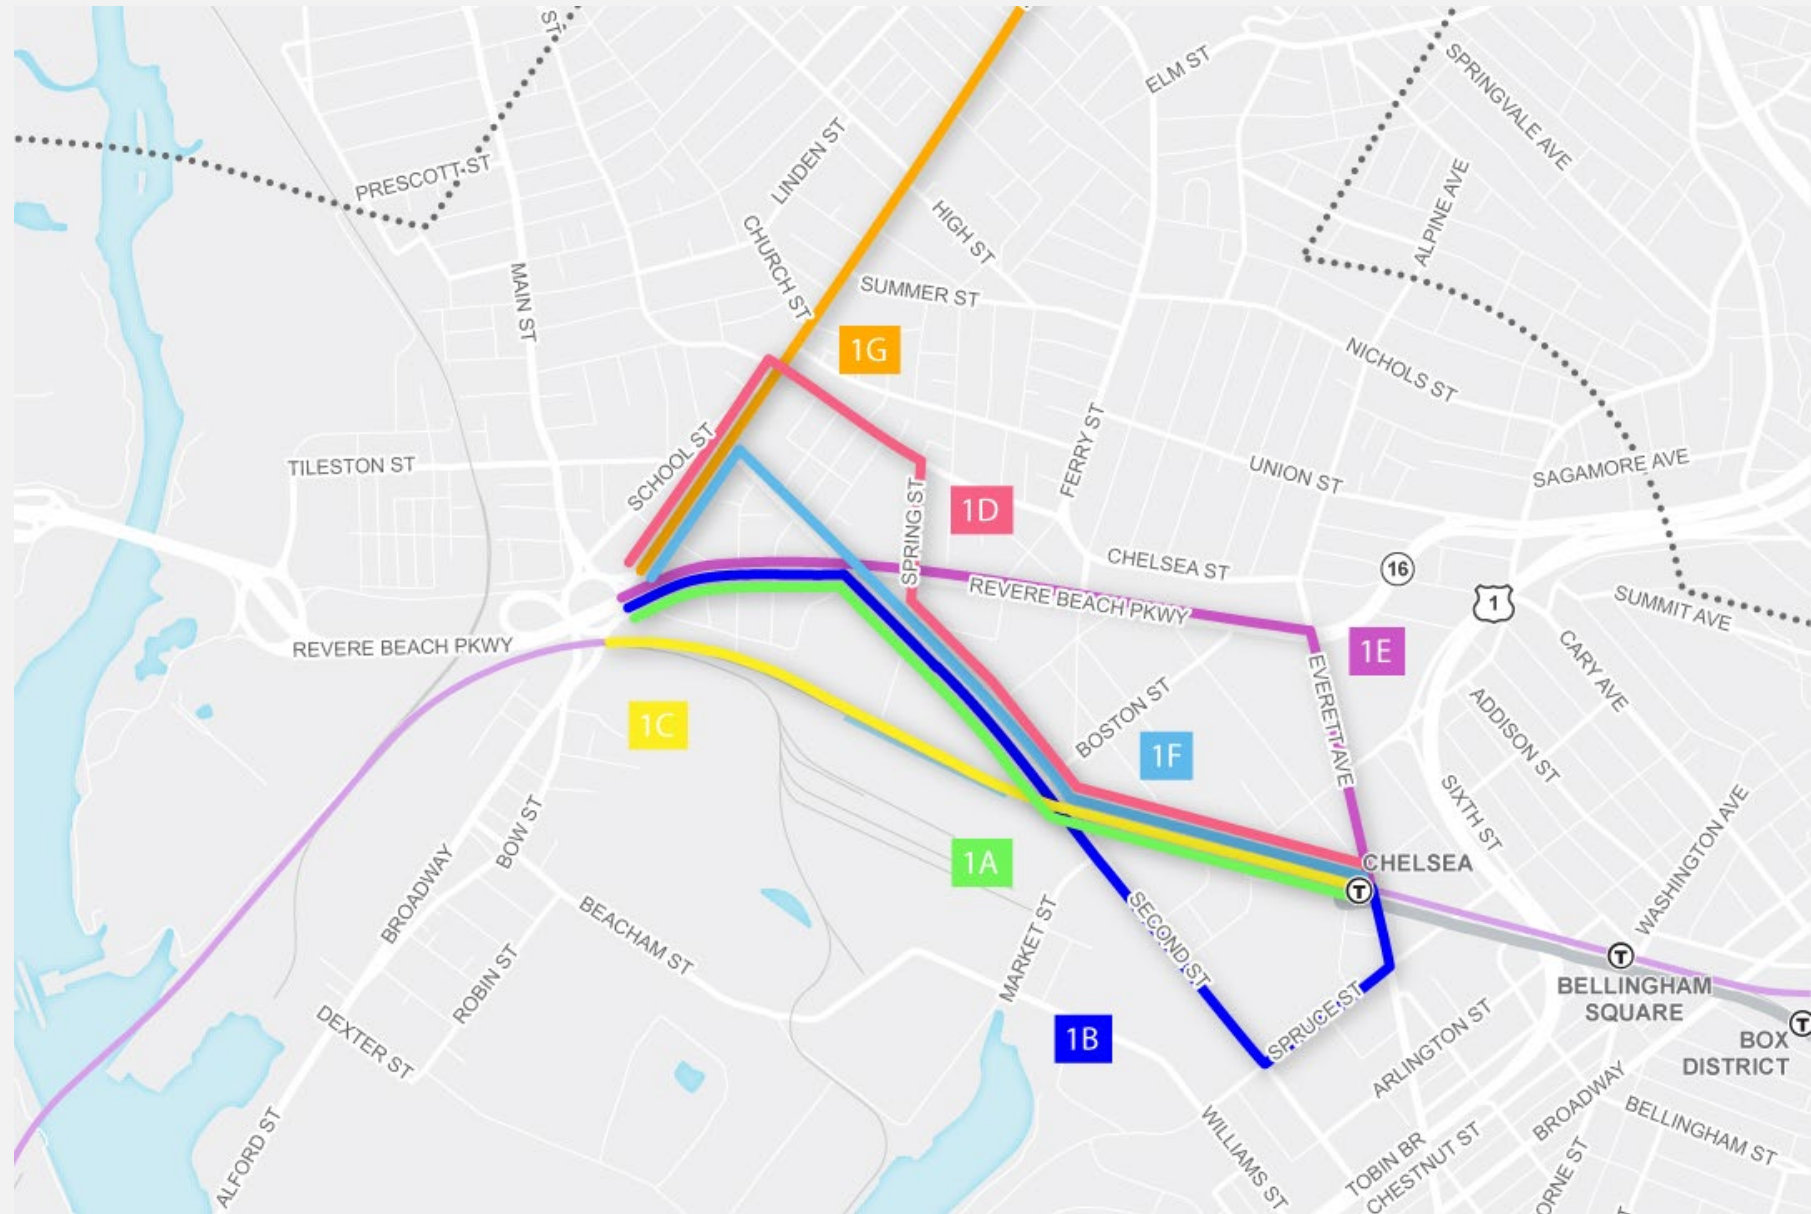 ST
ELM ST
SPRINGVALE AVE
LINDEN ST
PRESCOTT ST
ALPINE AVE
HIGH ST
CHURCH ST
MAIN ST
SUMMER ST
1G
NICHOLS ST
SCHOOL ST
FERRY ST
TILESTON ST
UNION ST
SAGAMORE AVE
1D
SPRING ST
CHELSEA ST
16
1
REVERE BEACH PKWY
SUMMIT AVE
REVERE BEACH PKWY
1E
CARY AVE
EVERETT AVE
1C
BOSTON ST
ADDISON ST
1F
SIXTH ST
BOW ST
WASHINGTON AVE
1A
CHELSEA
T
BROADWAY
BEACHAM ST
MARKET ST
SECOND ST
T
ROBIN ST
BELLINGHAM
SQUARE
SPRUCE ST
T
DEXTER ST
1B
ARLINGTON ST
BOX
DISTRICT
ALFORD ST
WILLIAMS ST
BROADWAY
BELLINGHAM ST
TOBIN BR
CHESTNUT ST
ORNE ST